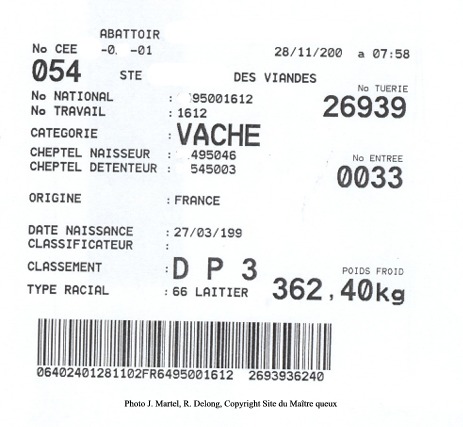 ABATTOIR
No CEE -0. -01 28/11/200 a 07:58
054 STE DES VIANDES
No TUERIE
No NATIONAL : 95001612 26939
No TRAVAIL : 1612
CATEGORIE : VACHE
CHEPTEL NAISSEUR : 495046 No ENTREE
CHEPTEL DETENTEUR : 545003 0033
ORIGINE : FRANCE
DATE NAISSANCE : 27/03/199
CLASSIFICATEUR :
CLASSEMENT : D P 3 POIDS FROID
TYPE RACIAL : 66 LAITIER 362,40kg
06402401281102FR6495001612 2693936240
Photo J. Martel, R. Delong, Copyright Site du Maître queux